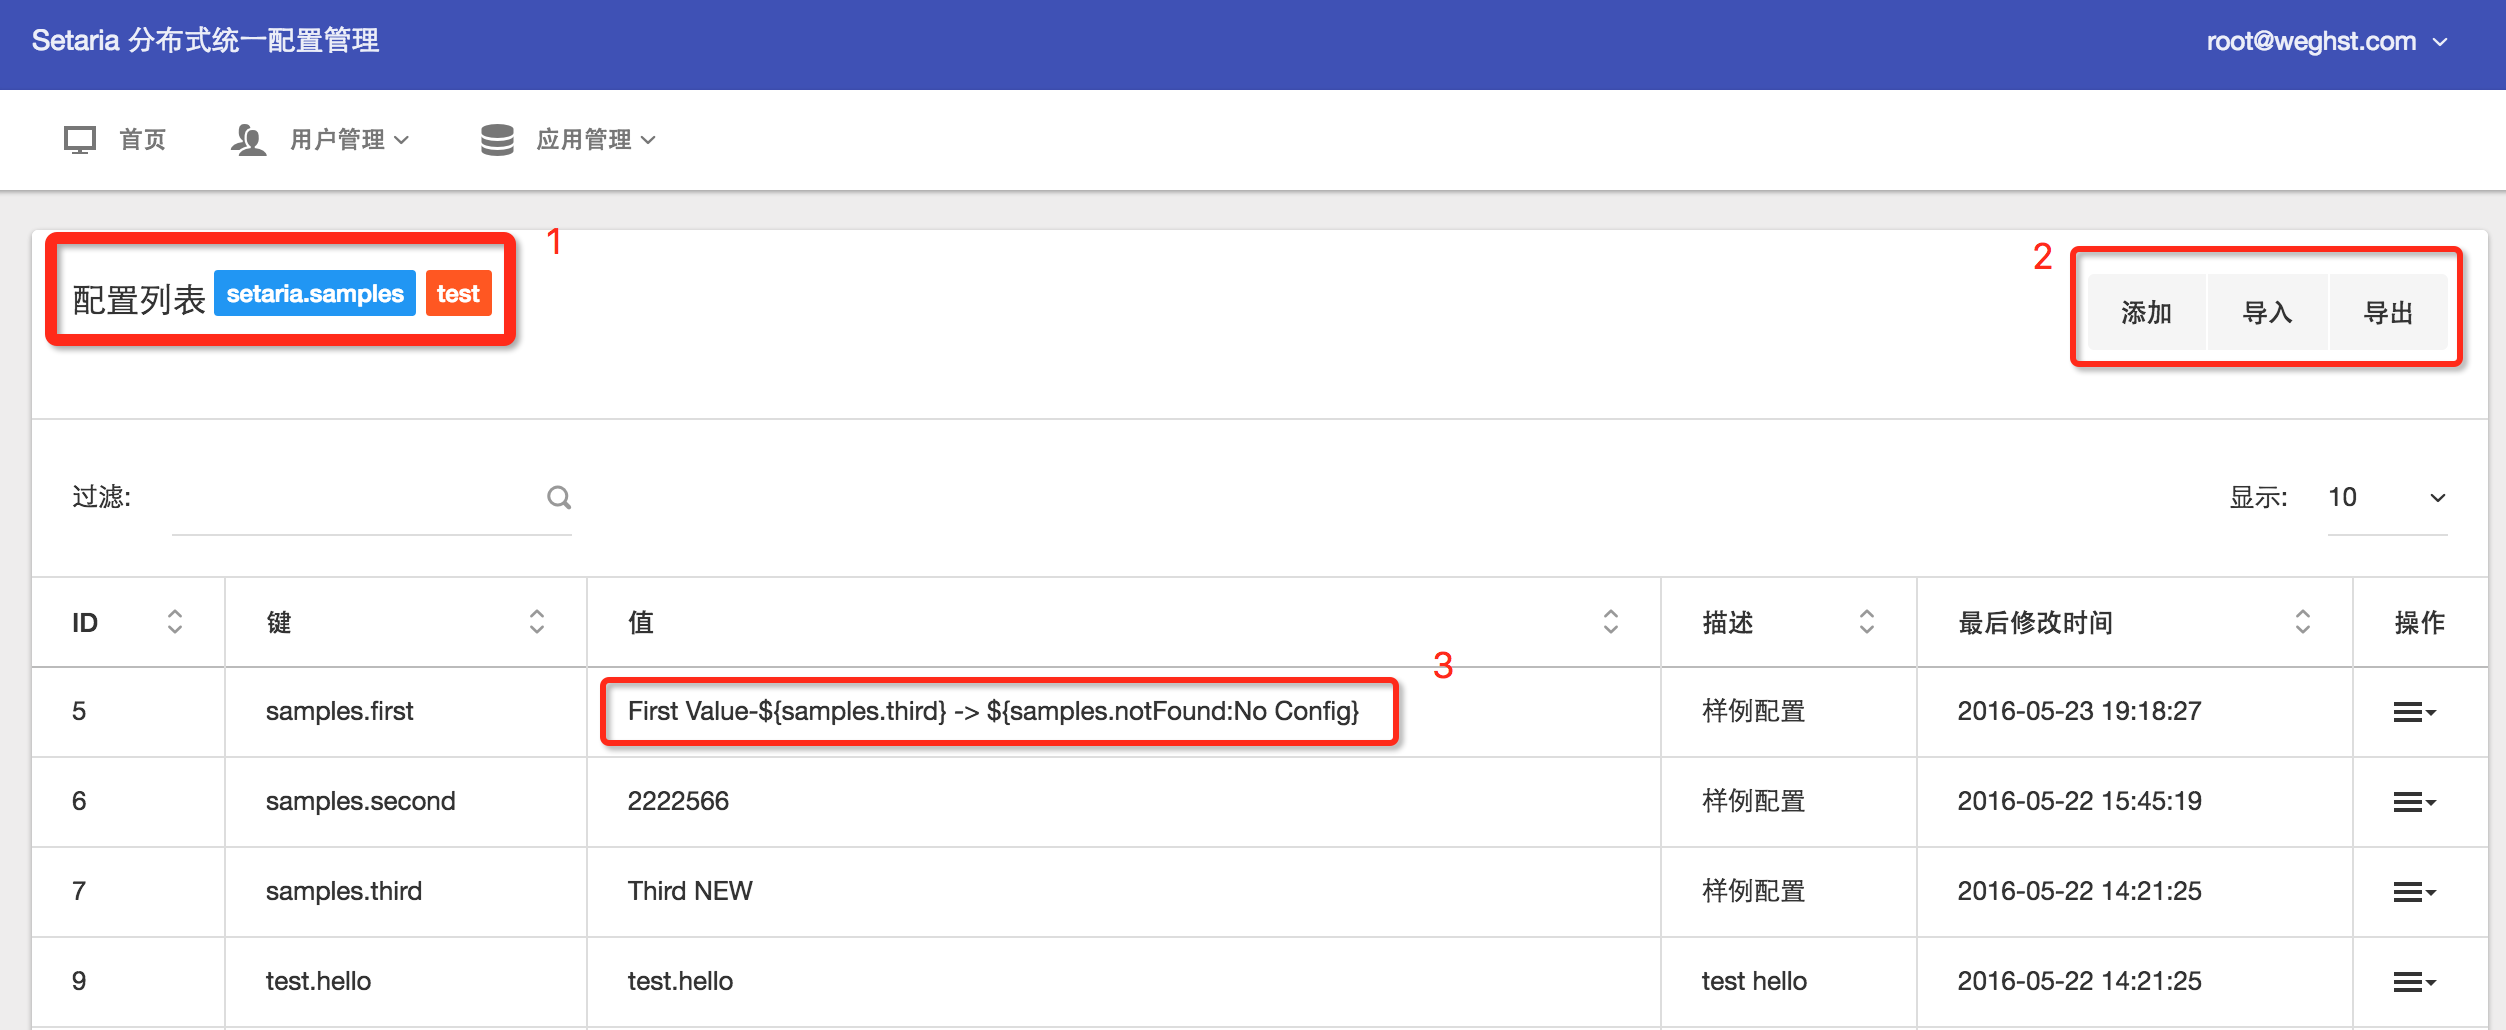 Setaria 分布式统一配置管理 root@weghst.com
首页 用户管理 应用管理
1
2
配置列表 setaria.samples test 添加 导入 导出
过滤: 显示: 10
ID 键 值 描述 最后修改时间 操作
3
5 samples.first First Value-${samples.third} -> ${samples.notFound:No Config} 样例配置 2016-05-23 19:18:27
6 samples.second 2222566 样例配置 2016-05-22 15:45:19
7 samples.third Third NEW 样例配置 2016-05-22 14:21:25
9 test.hello test.hello test hello 2016-05-22 14:21:25